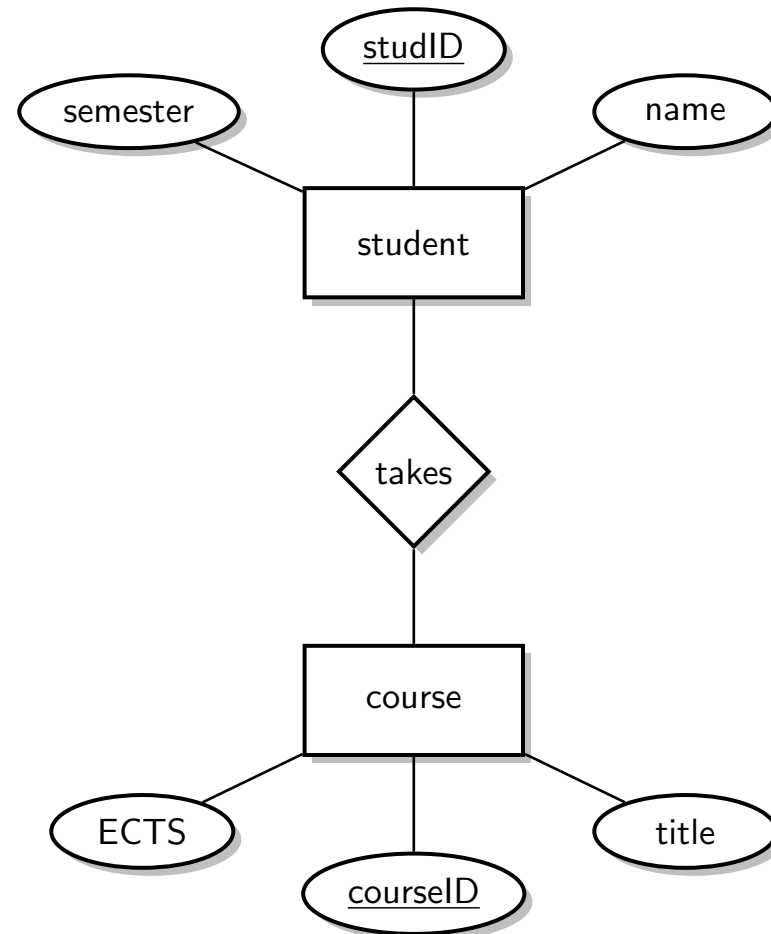 studID
semester
name
student
takes
course
ECTS
title
courseID